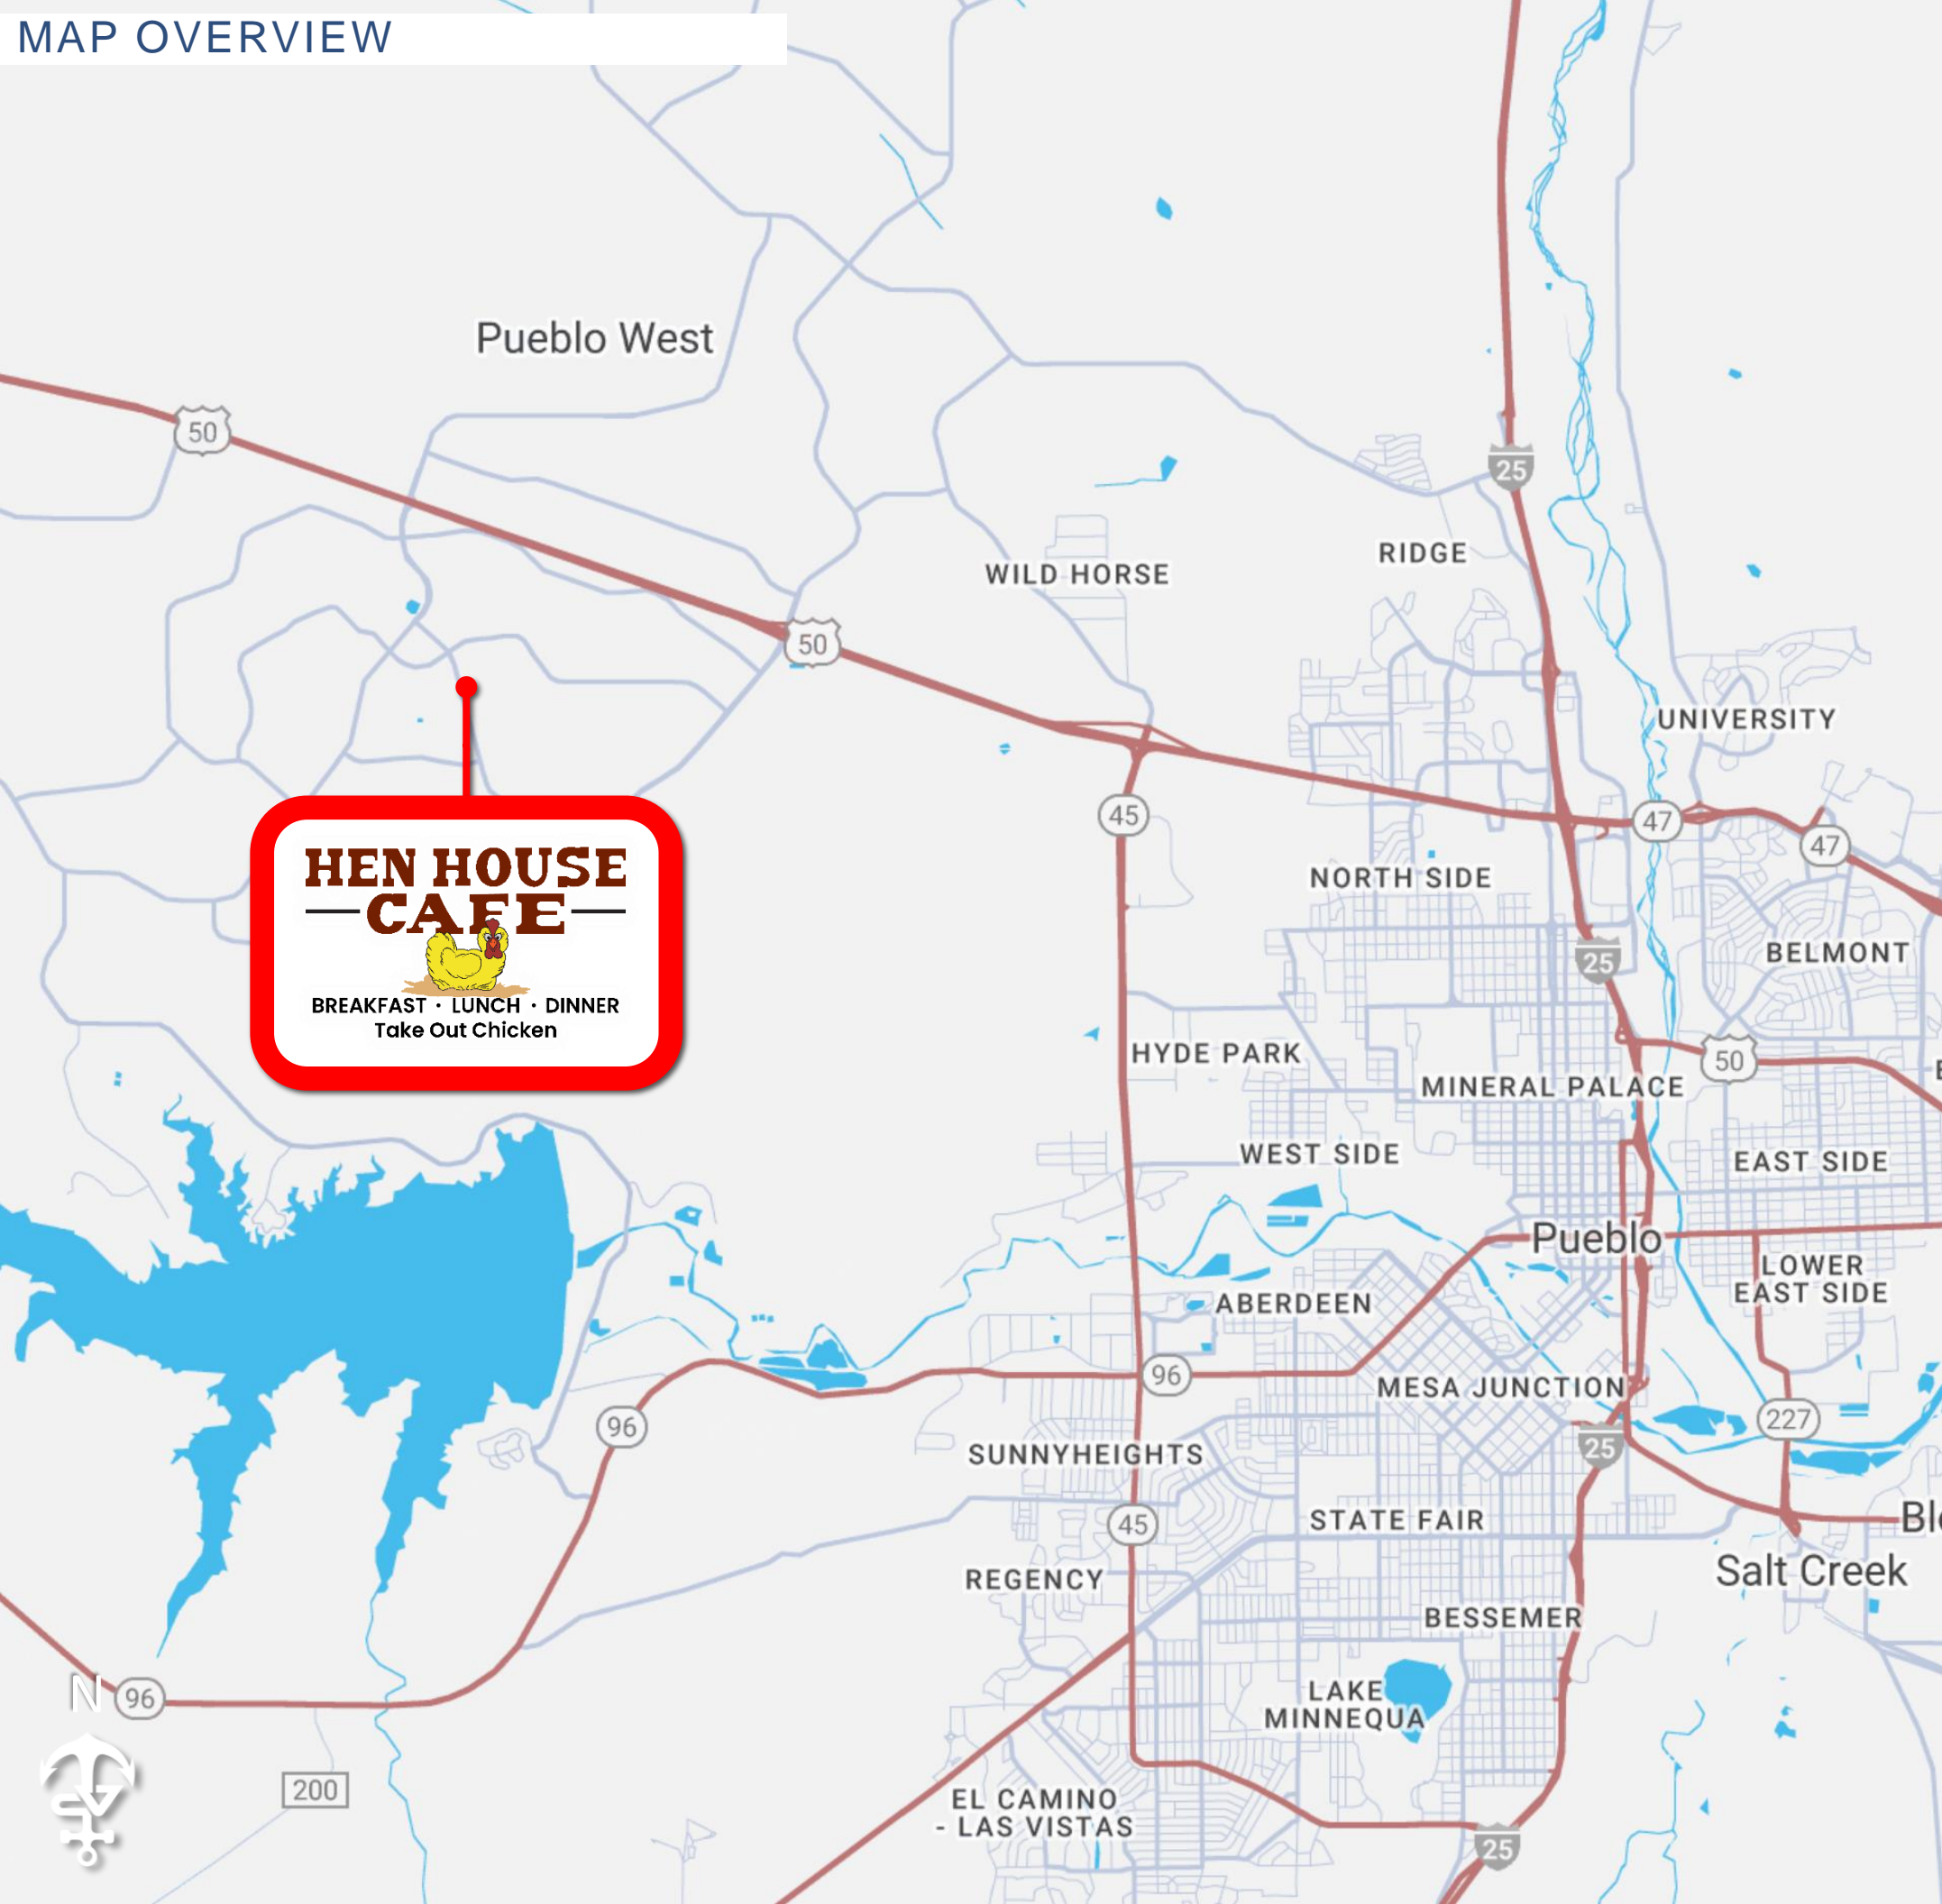 MAP OVERVIEW
Pueblo West
50
25
WILD HORSE
RIDGE
50
UNIVERSITY
45
47
47
HEN HOUSE
CAFE
BREAKFAST · LUNCH · DINNER
Take Out Chicken
NORTH SIDE
BELMONT
25
HYDE PARK
50
MINERAL PALACE
WEST SIDE
EAST SIDE
Pueblo
LOWER
EAST SIDE
ABERDEEN
96
MESA JUNCTION
96
227
25
SUNNYHEIGHTS
45
STATE FAIR
Salt Creek
REGENCY
BESSEMER
LAKE
MINNEQUA
N
96
200
EL CAMINO
- LAS VISTAS
25